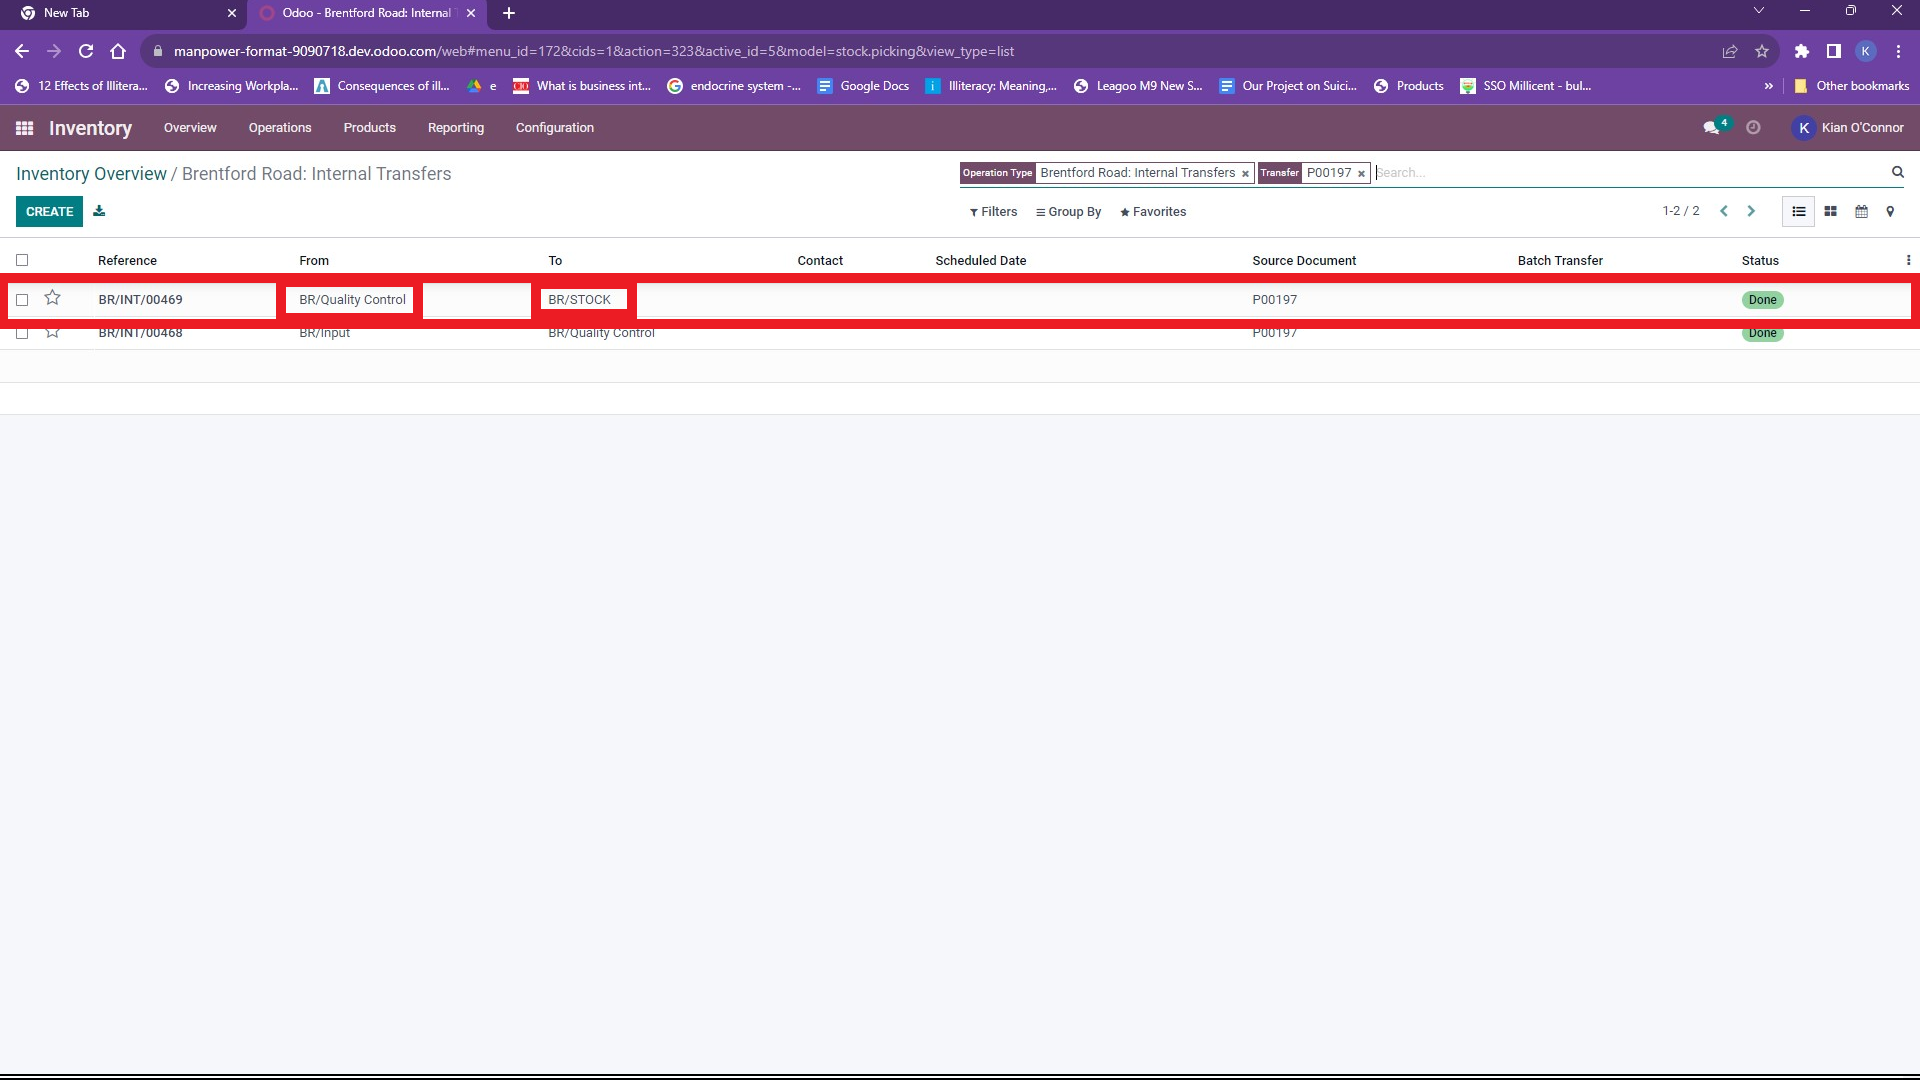 New Tab
Odoo - Brentford Road: Internal
manpower-format-9090718.dev.odoo.com/web#menu_id=172&cids=1&action=323&active_id=5&model=stock.picking&view_type=list
K
12 Effects of Illitera... Increasing Workpla... Consequences of ill... e What is business int... endocrine system -... Google Docs Illiteracy: Meaning,... Leagoo M9 New S... Our Project on Suici... Products SSO Millicent - bul... » Other bookmarks
Inventory Overview Operations Products Reporting Configuration 4 K Kian O'Connor
Inventory Overview / Brentford Road: Internal Transfers
Operation Type Brentford Road: Internal Transfers × Transfer P00197 × Search...
CREATE
Filters Group By Favorites 1-2 / 2
Reference From To Contact Scheduled Date Source Document Batch Transfer Status
BR/INT/00469 BR/Quality Control BR/STOCK P00197 Done
BR/INT/00468 BR/Input BR/Quality Control P00197 Done